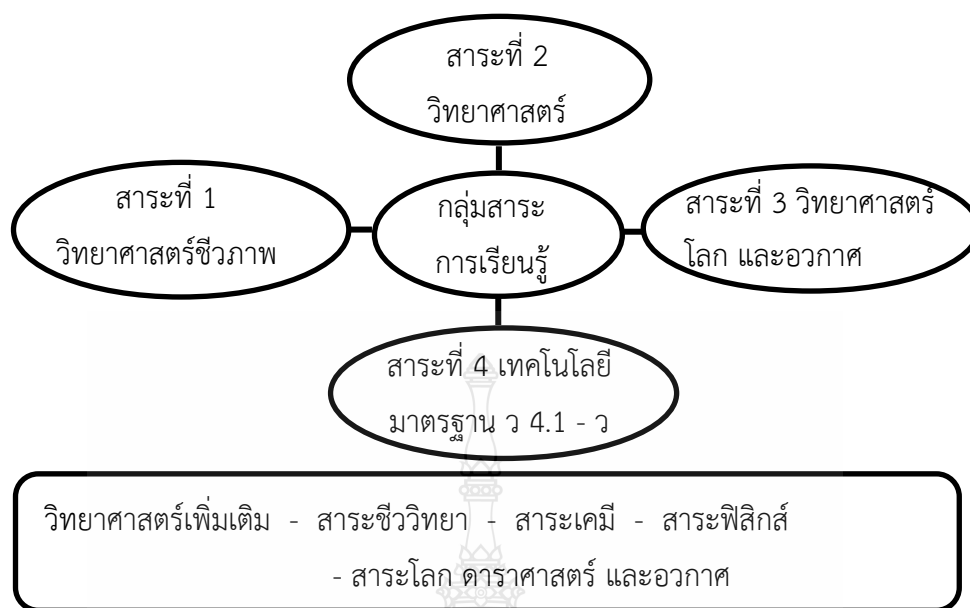 สาระที่ 2
วิทยาศาสตร์
สาระที่ 1
วิทยาศาสตร์ชีวภาพ
กลุ่มสาระ
การเรียนรู้
สาระที่ 3 วิทยาศาสตร์
โลก และอวกาศ
สาระที่ 4 เทคโนโลยี
มาตรฐาน ว 4.1 - ว
วิทยาศาสตร์เพิ่มเติม - สาระชีววิทยา - สาระเคมี - สาระฟิสิกส์
- สาระโลก ดาราศาสตร์ และอวกาศ